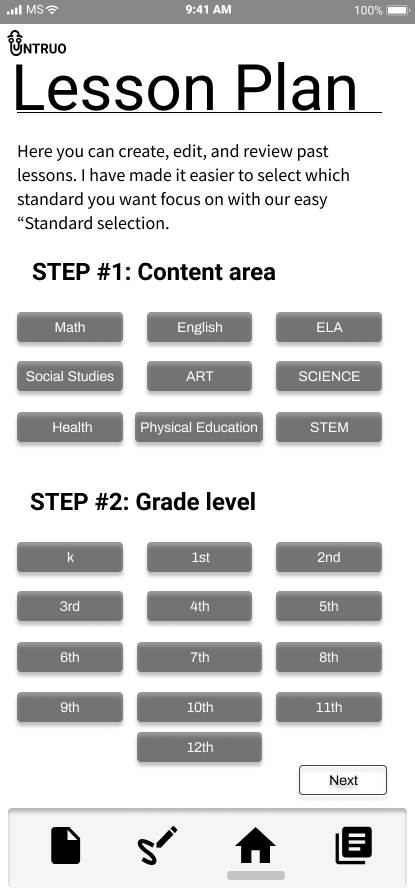 MS 9:41 AM 100%
UNTRUO
Lesson Plan
Here you can create, edit, and review past
lessons. I have made it easier to select which
standard you want focus on with our easy
“Standard selection.
STEP #1: Content area
Math English ELA
Social Studies ART SCIENCE
Health Physical Education STEM
STEP #2: Grade level
k 1st 2nd
3rd 4th 5th
6th 7th 8th
9th 10th 11th
12th
Next